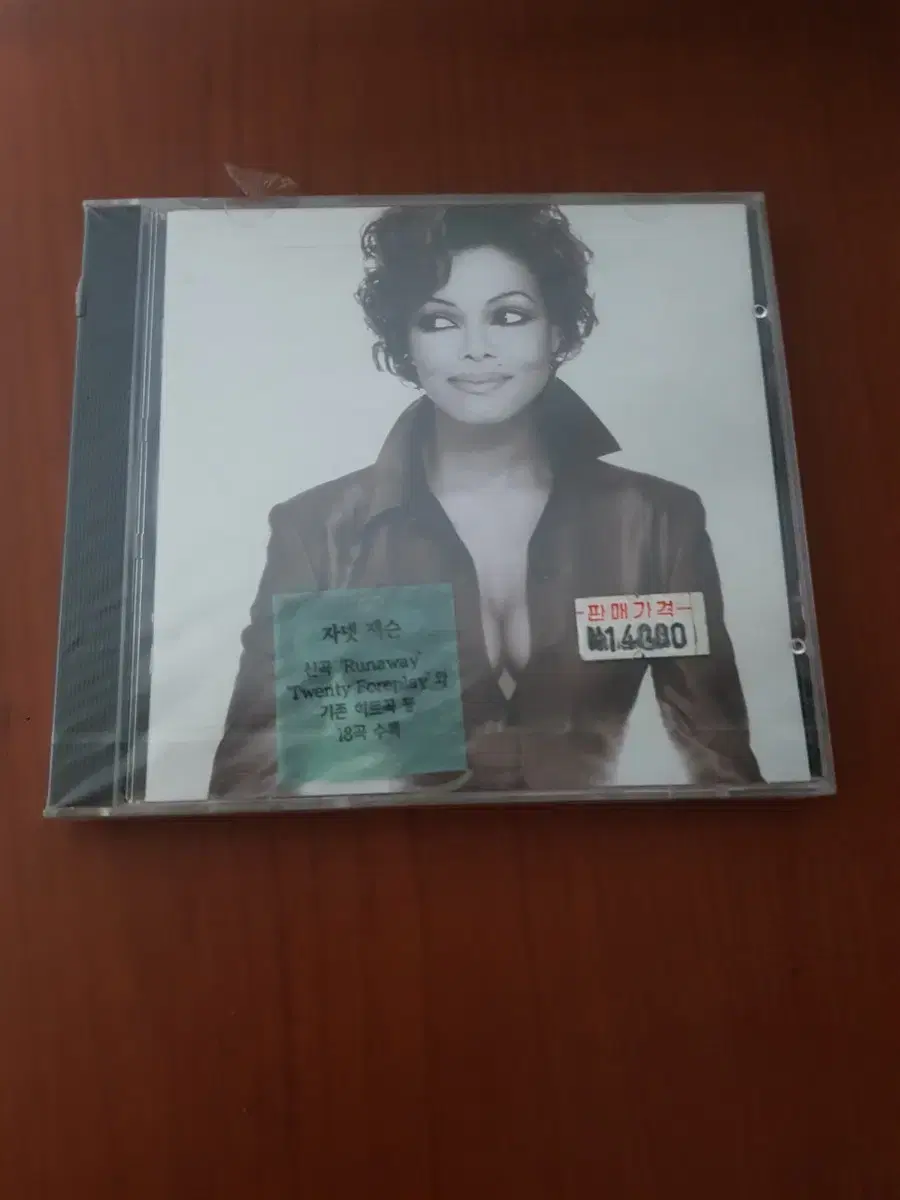 자넷 잭슨
신곡 'Runaway'
'Twenty Foreplay'와
기존 히트곡 등
18곡 수록
-판매가격-
₩14000